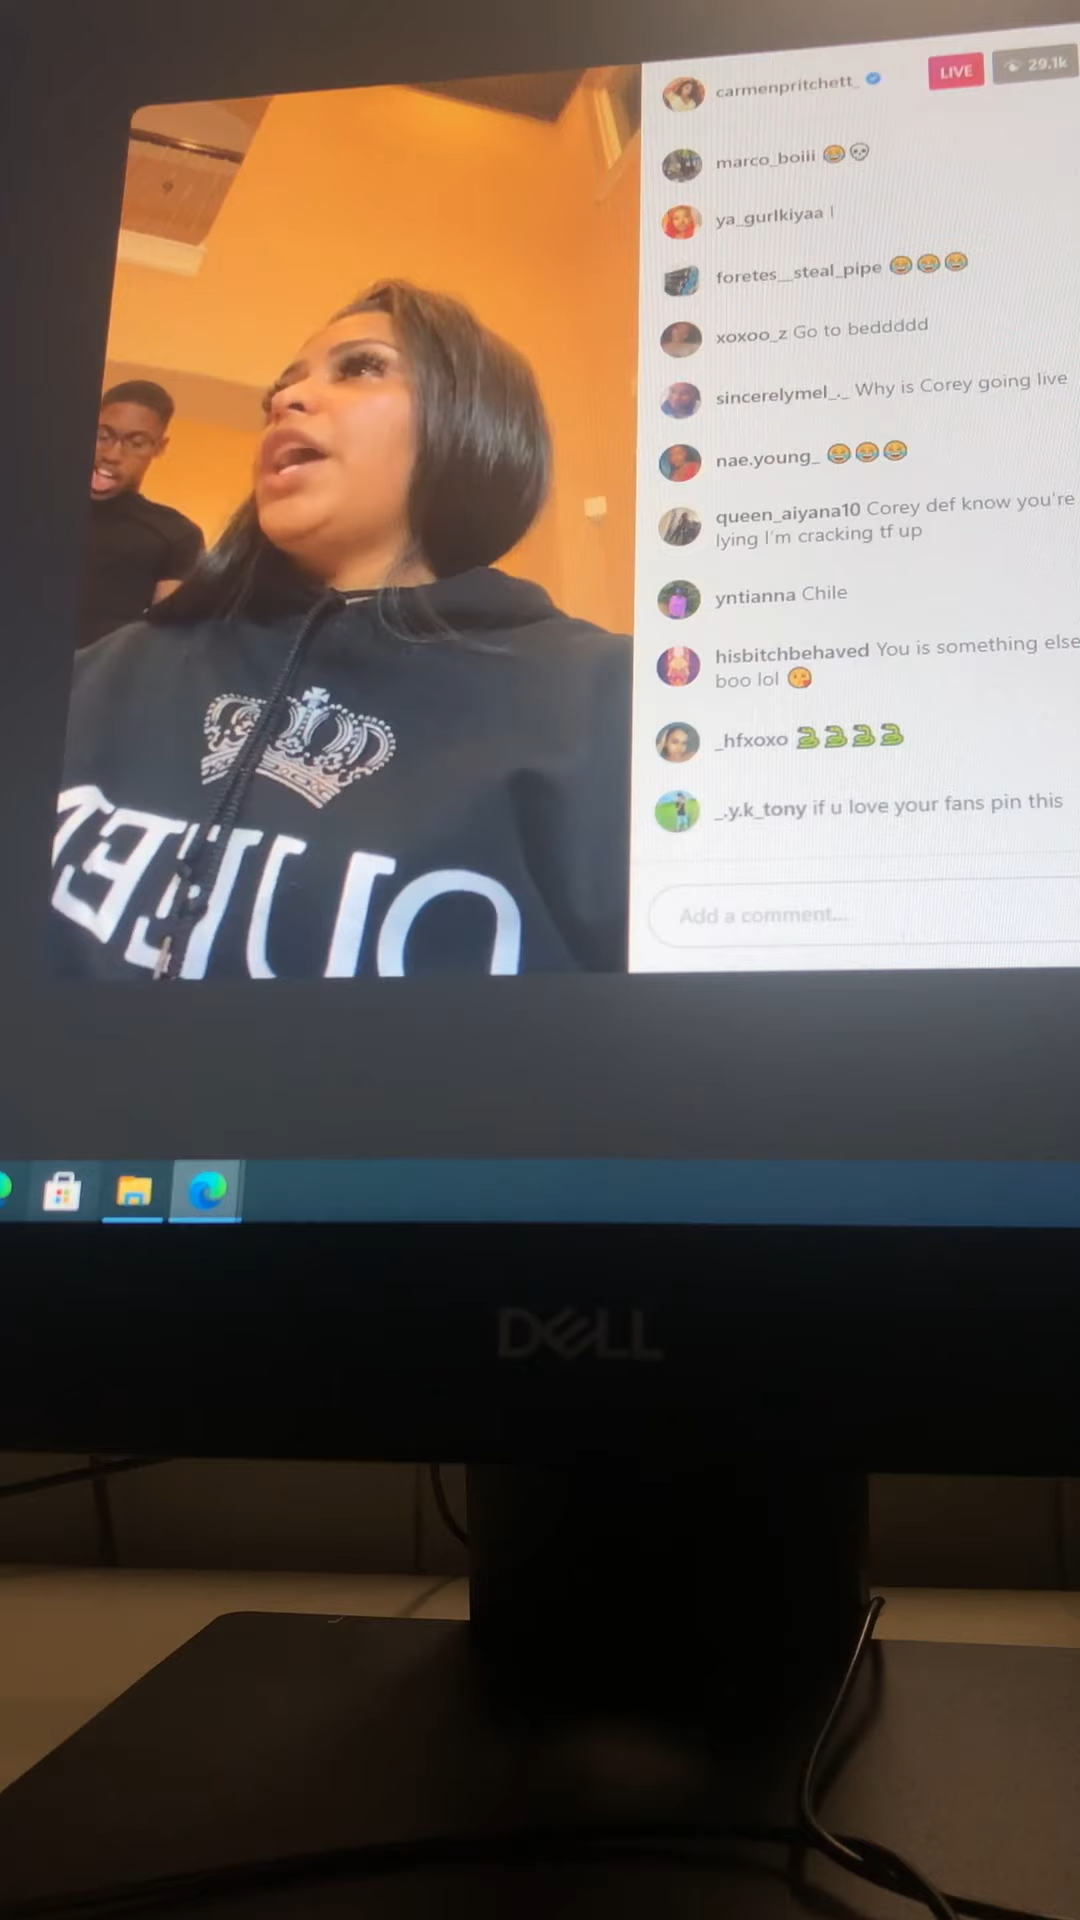 carmenpritchett_
LIVE
29.1k
marco_boiii 😂💀
ya_gurlkiyaa I
foretes__steal_pipe 😂😂😂
xoxoo_z Go to beddddd
sincerelymel_._ Why is Corey going live
nae.young_ 😂😂😂
queen_aiyana10 Corey def know you're
lying I'm cracking tf up
yntianna Chile
hisbitchbehaved You is something else
boo lol 😘
_hfxoxo 🐍🐍🐍🐍
_.y.k_tony if u love your fans pin this
Add a comment...
DELL